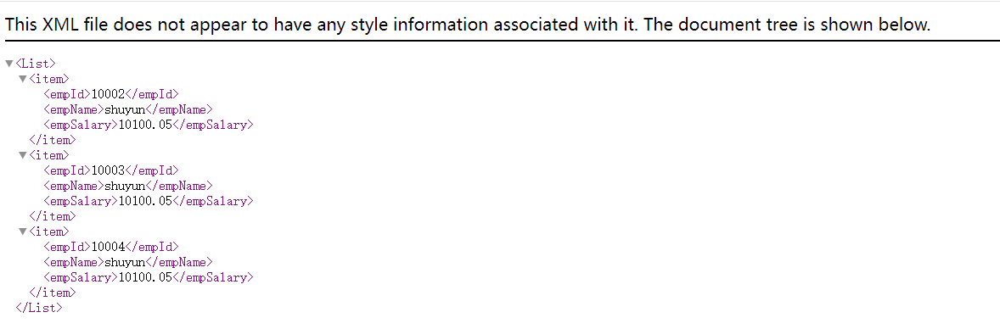 This XML file does not appear to have any style information associated with it. The document tree is shown below.
▼<List>
▼<item>
<empId>10002</empId>
<empName>shuyun</empName>
<empSalary>10100.05</empSalary>
</item>
▼<item>
<empId>10003</empId>
<empName>shuyun</empName>
<empSalary>10100.05</empSalary>
</item>
▼<item>
<empId>10004</empId>
<empName>shuyun</empName>
<empSalary>10100.05</empSalary>
</item>
</List>